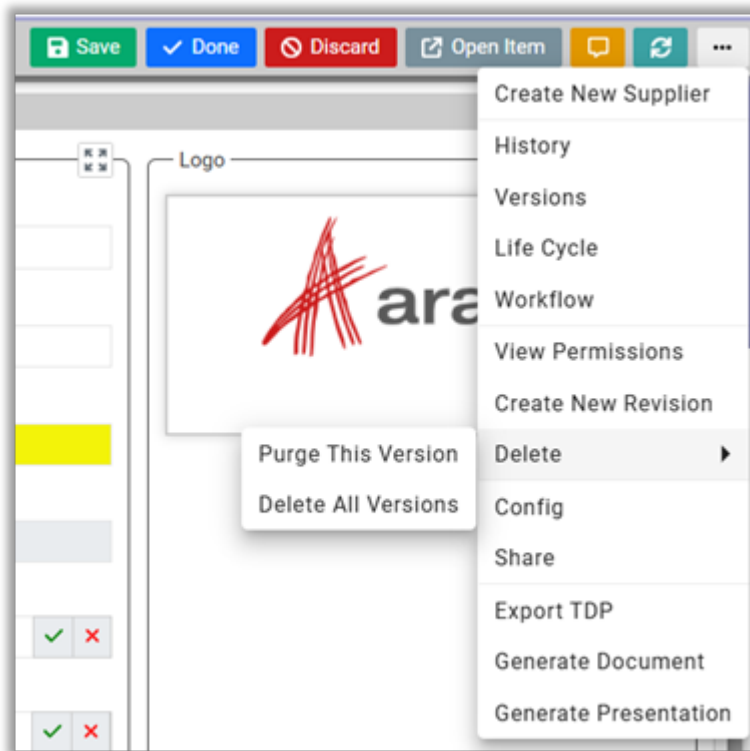 Save Done Discard Open Item
Create New Supplier
History
Logo
Versions
Life Cycle
Workflow
View Permissions
Create New Revision
Delete
Purge This Version
Delete All Versions
Config
Share
Export TDP
Generate Document
Generate Presentation